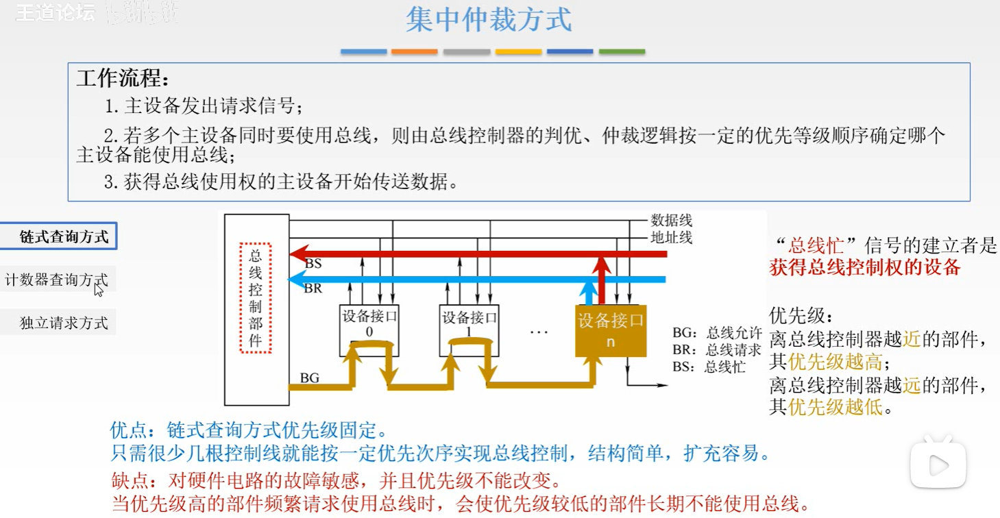 王道论坛
集中仲裁方式
工作流程：
1. 主设备发出请求信号；
2. 若多个主设备同时要使用总线，则由总线控制器的判优、仲裁逻辑按一定的优先等级顺序确定哪个
主设备能使用总线；
3. 获得总线使用权的主设备开始传送数据。
链式查询方式
计数器查询方式
独立请求方式
总线控制部件
数据线
地址线
BS
BR
设备接口
0
设备接口
1
···
设备接口
n
BG
BG：总线允许
BR：总线请求
BS：总线忙
“总线忙”信号的建立者是
获得总线控制权的设备
优先级：
离总线控制器越近的部件，
其优先级越高；
离总线控制器越远的部件，
其优先级越低。
优点：链式查询方式优先级固定。
只需很少几根控制线就能按一定优先次序实现总线控制，结构简单，扩充容易。
缺点：对硬件电路的故障敏感，并且优先级不能改变。
当优先级高的部件频繁请求使用总线时，会使优先级较低的部件长期不能使用总线。